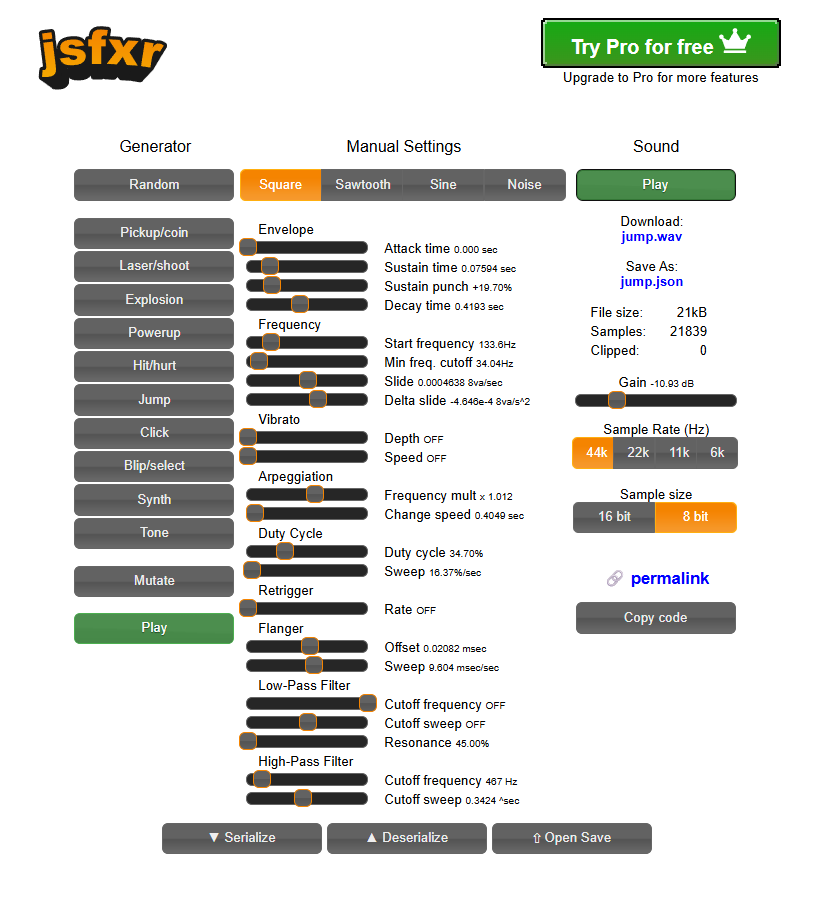 jsfxr
Try Pro for free
Upgrade to Pro for more features
Generator
Random
Pickup/coin
Laser/shoot
Explosion
Powerup
Hit/hurt
Jump
Click
Blip/select
Synth
Tone
Mutate
Play
Manual Settings
Square Sawtooth Sine Noise
Envelope
Attack time 0.000 sec
Sustain time 0.07594 sec
Sustain punch +19.70%
Decay time 0.4193 sec
Frequency
Start frequency 133.6Hz
Min freq. cutoff 34.04Hz
Slide 0.0004638 8va/sec
Delta slide -4.646e-4 8va/s^2
Vibrato
Depth OFF
Speed OFF
Arpeggiation
Frequency mult x 1.012
Change speed 0.4049 sec
Duty Cycle
Duty cycle 34.70%
Sweep 16.37%/sec
Retrigger
Rate OFF
Flanger
Offset 0.02082 msec
Sweep 9.604 msec/sec
Low-Pass Filter
Cutoff frequency OFF
Cutoff sweep OFF
Resonance 45.00%
High-Pass Filter
Cutoff frequency 467 Hz
Cutoff sweep 0.3424 ^sec
Sound
Play
Download:
jump.wav
Save As:
jump.json
File size: 21kB
Samples: 21839
Clipped: 0
Gain -10.93 dB
Sample Rate (Hz)
44k 22k 11k 6k
Sample size
16 bit 8 bit
permalink
Copy code
▼ Serialize ▲ Deserialize ⇧ Open Save